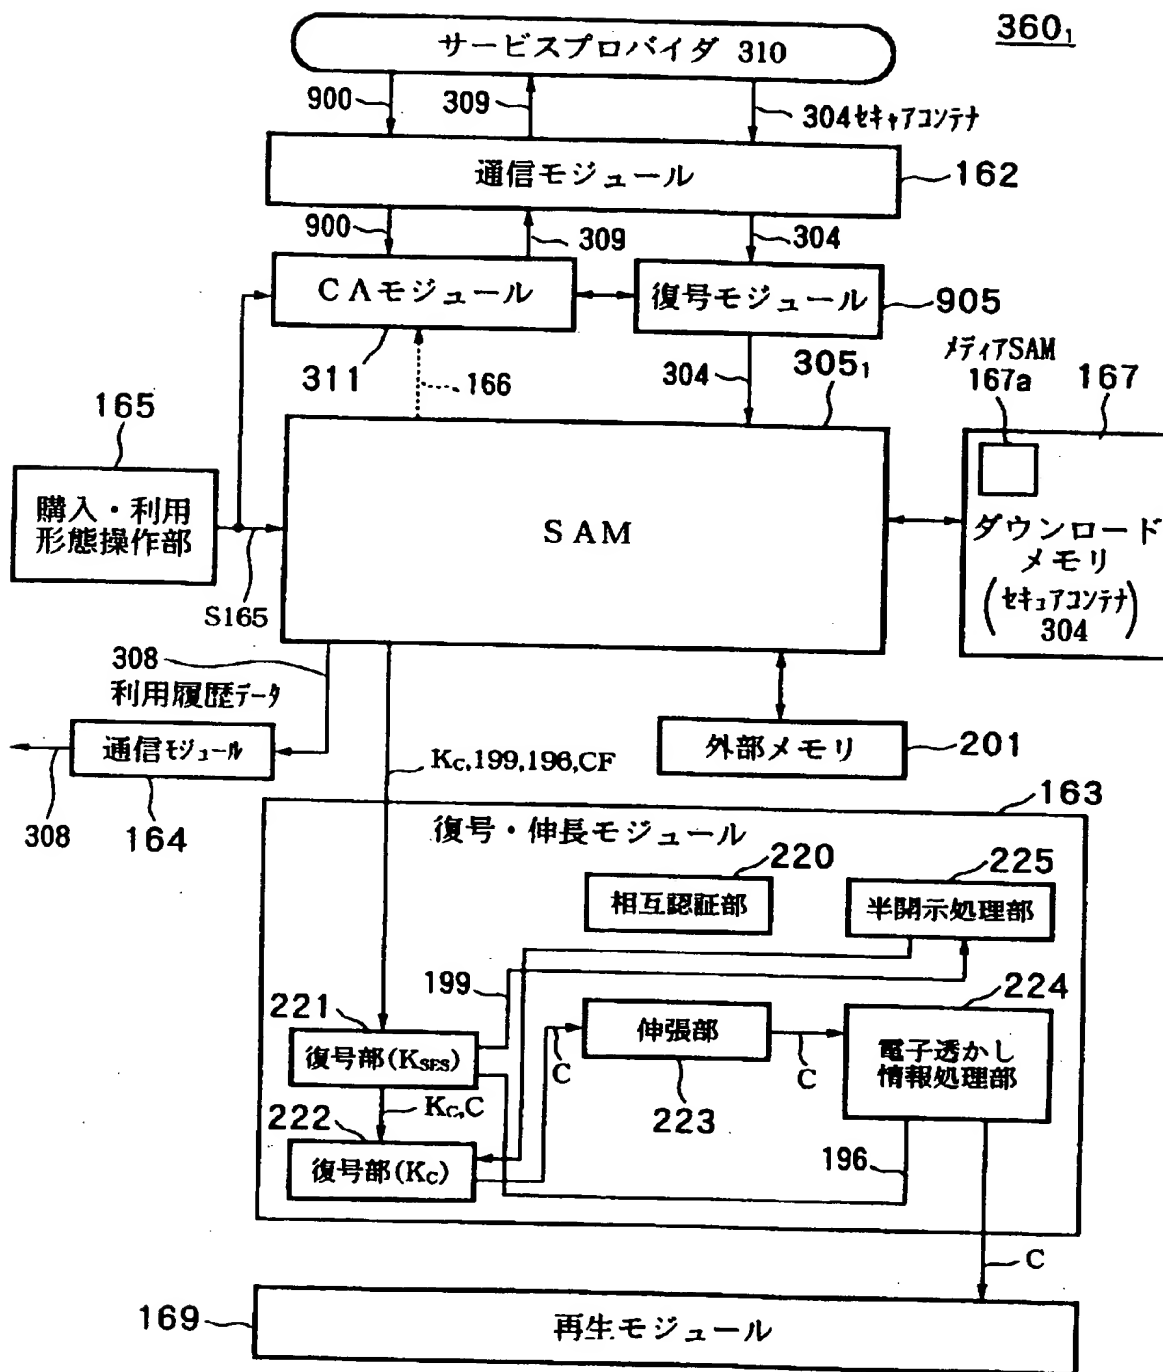 360₁
サービスプロバイダ 310
900
309
304セキャアコンテナ
通信モジュール
162
900
309
304
CAモジュール
復号モジュール
905
311
166
304
305₁
メディアSAM
167a
167
165
購入・利用
形態操作部
S165
SAM
ダウンロード
メモリ
(セキュアコンテナ
304)
308
利用履歴データ
通信モジュール
308
164
KC,199,196,CF
外部メモリ
201
163
復号・伸長モジュール
220
相互認証部
225
半開示処理部
199
221
復号部(KSES)
KC,C
222
復号部(KC)
C
伸張部
223
C
224
電子透かし
情報処理部
196
C
169
再生モジュール